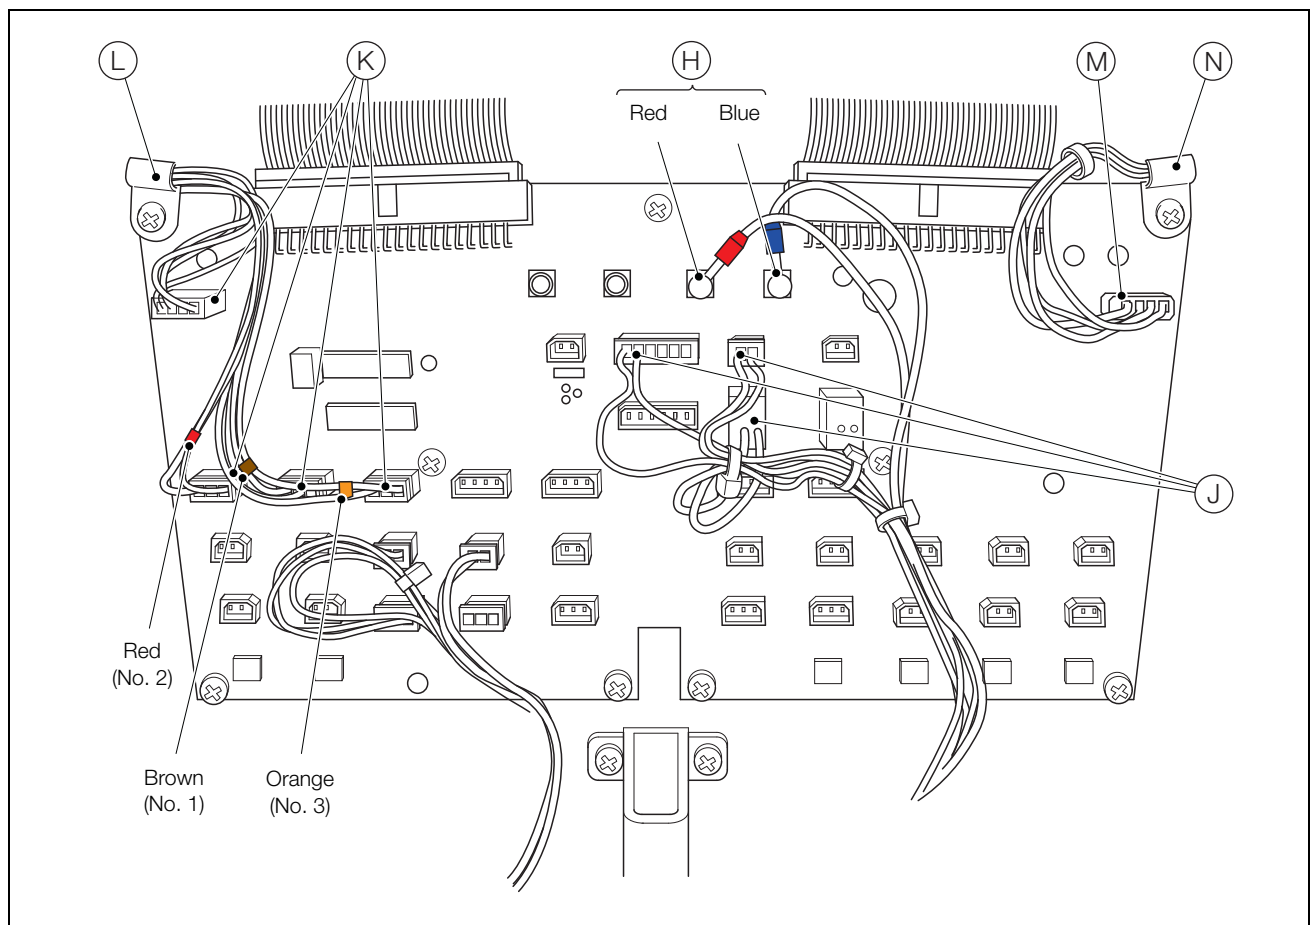 L
K
H
M
N
Red
Blue
J
Red
(No. 2)
Brown
(No. 1)
Orange
(No. 3)